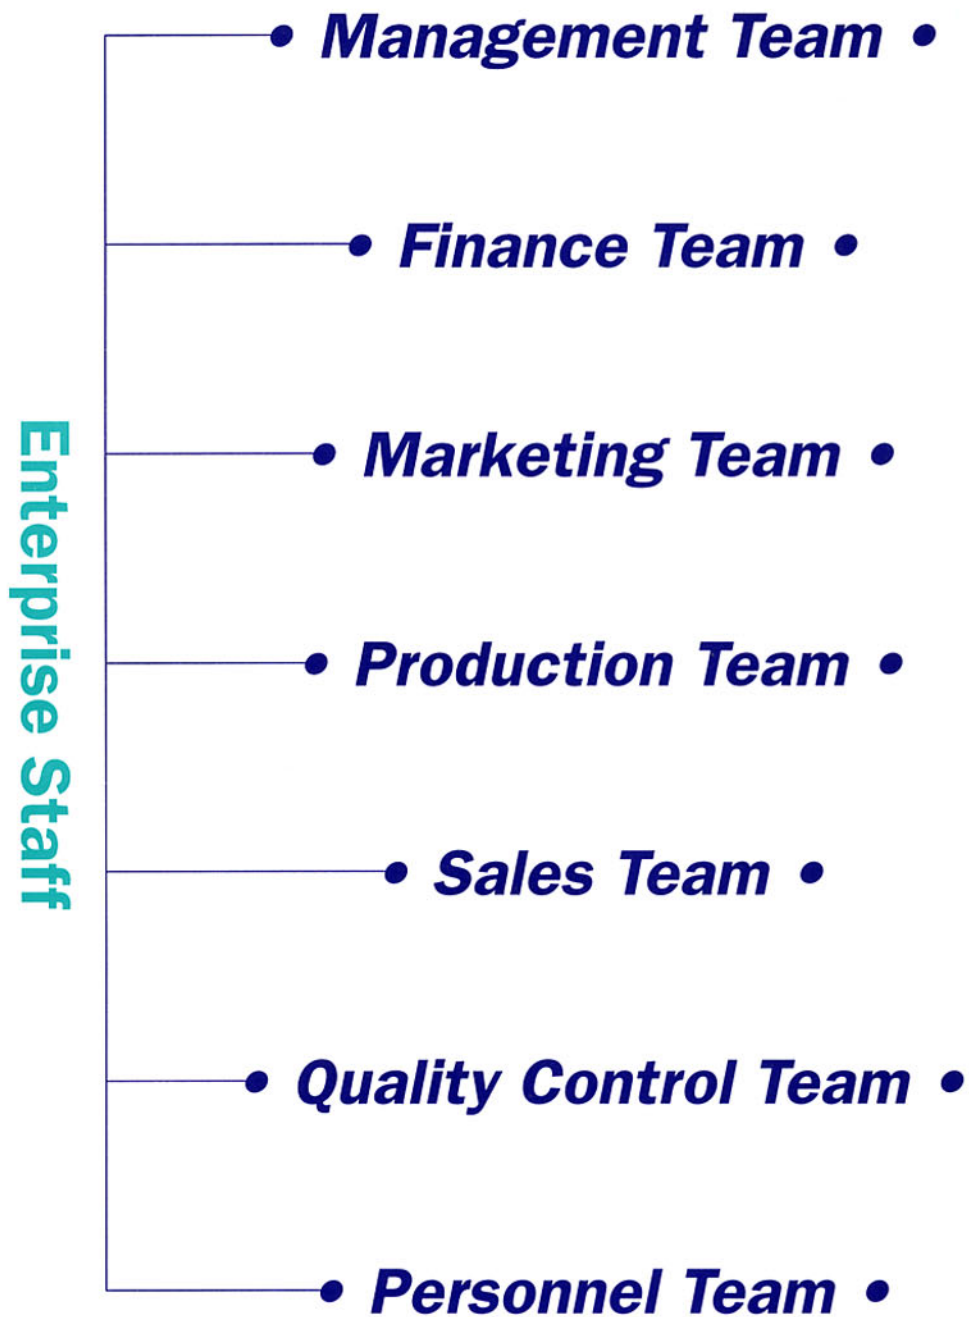 • Management Team •
• Finance Team •
• Marketing Team •
Enterprise Staff
• Production Team •
• Sales Team •
• Quality Control Team •
• Personnel Team •